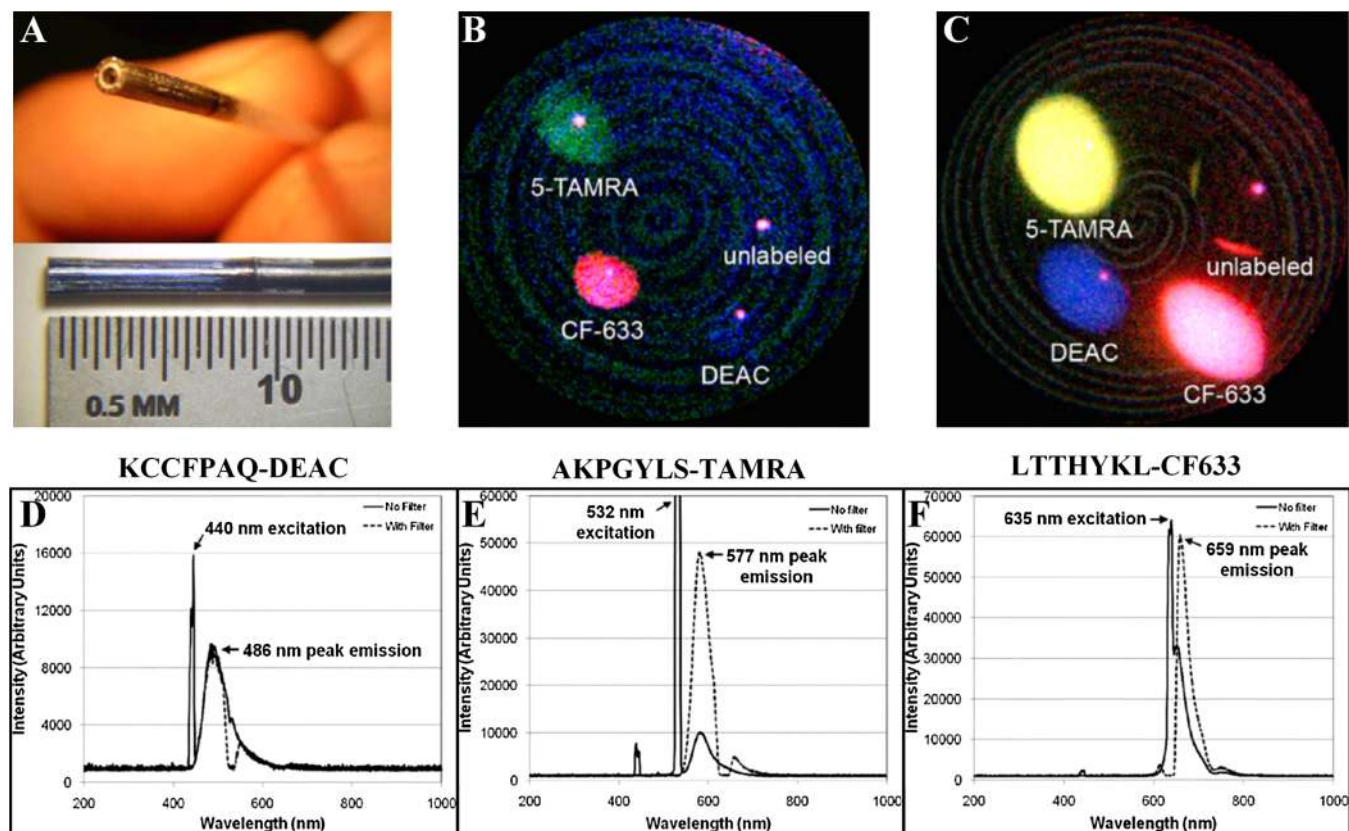 A
0.5 MM
10
B
5-TAMRA
unlabeled
CF-633
DEAC
C
5-TAMRA
unlabeled
DEAC
CF-633
KCCFPAQ-DEAC
D
20000
16000
12000
8000
4000
0
200
400
600
800
1000
Intensity (Arbitrary Units)
Wavelength (nm)
No Filter
With Filter
440 nm excitation
486 nm peak emission
AKPGYLS-TAMRA
E
60000
50000
40000
30000
20000
10000
0
200
400
600
800
1000
Intensity (Arbitrary Units)
Wavelength (nm)
No filter
With filter
532 nm
excitation
577 nm peak
emission
LTTHYKL-CF633
F
70000
60000
50000
40000
30000
20000
10000
0
200
400
600
800
1000
Intensity (Arbitrary Units)
Wavelength (nm)
No Filter
With Filter
635 nm excitation
659 nm peak
emission